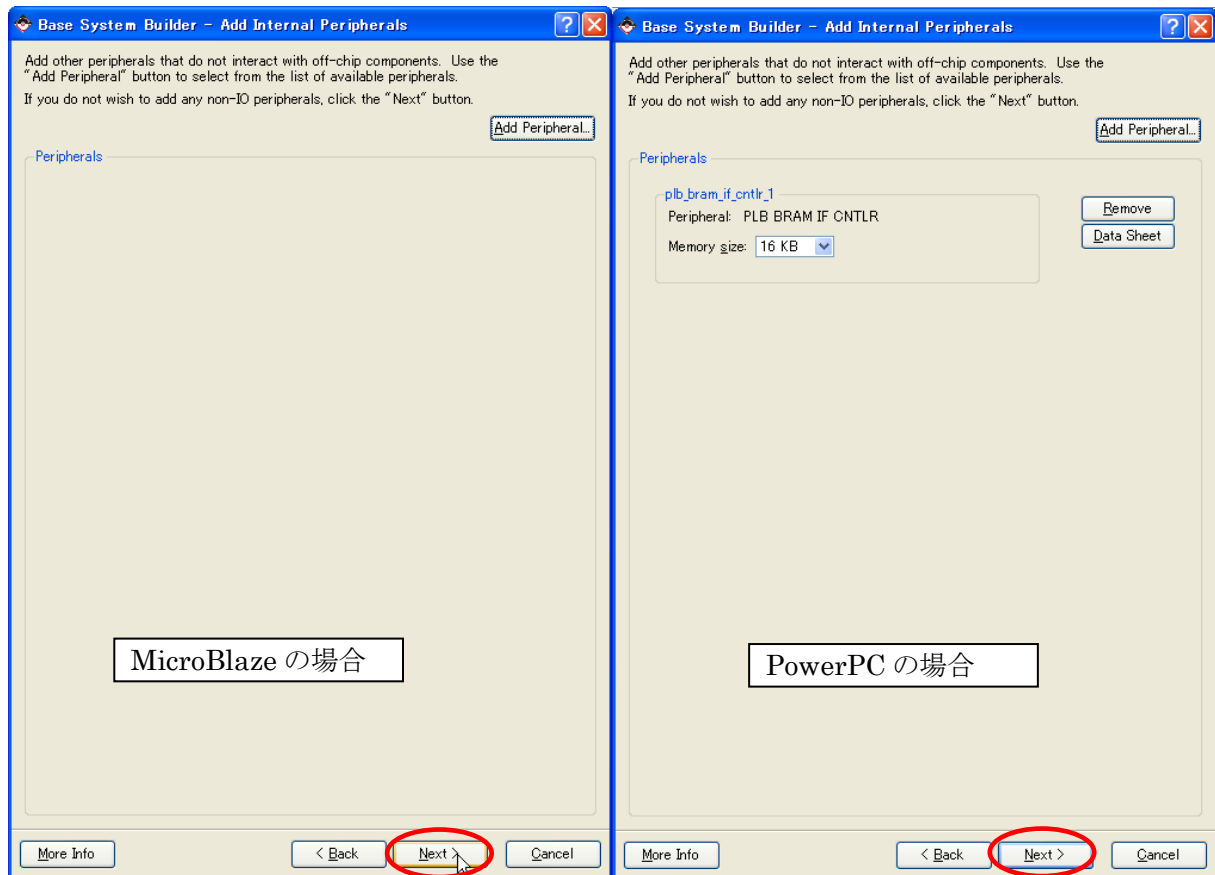 Base System Builder - Add Internal Peripherals
Add other peripherals that do not interact with off-chip components. Use the
"Add Peripheral" button to select from the list of available peripherals.
If you do not wish to add any non-IO peripherals, click the "Next" button.
Add Peripheral...
Peripherals
MicroBlaze の場合
More Info
< Back
Next >
Cancel
Base System Builder - Add Internal Peripherals
Add other peripherals that do not interact with off-chip components. Use the
"Add Peripheral" button to select from the list of available peripherals.
If you do not wish to add any non-IO peripherals, click the "Next" button.
Add Peripheral...
Peripherals
plb_bram_if_cntlr_1
Peripheral: PLB BRAM IF CNTLR
Remove
Memory size: 16 KB
Data Sheet
PowerPC の場合
More Info
< Back
Next >
Cancel